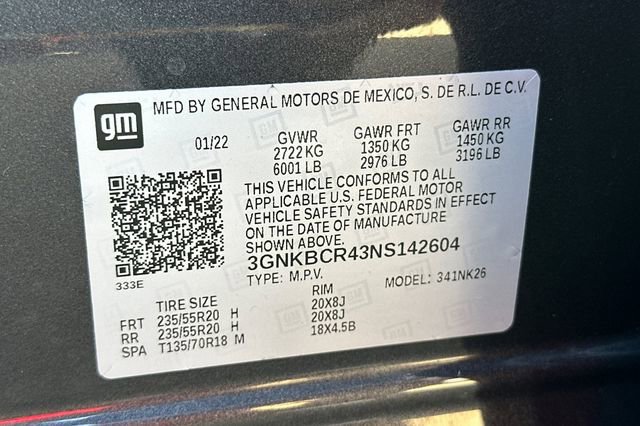 gm
MFD BY GENERAL MOTORS DE MEXICO, S. DE R.L. DE C.V.
01/22 GVWR GAWR FRT GAWR RR
2722 KG 1350 KG 1450 KG
6001 LB 2976 LB 3196 LB
THIS VEHICLE CONFORMS TO ALL
APPLICABLE U.S. FEDERAL MOTOR
VEHICLE SAFETY STANDARDS IN EFFECT
ON THE DATE OF MANUFACTURE
SHOWN ABOVE.
3GNKBCR43NS142604
333E
TYPE: M.P.V. MODEL: 341NK26
TIRE SIZE RIM
FRT 235/55R20 H 20X8J
RR 235/55R20 H 20X8J
SPA T135/70R18 M 18X4.5B